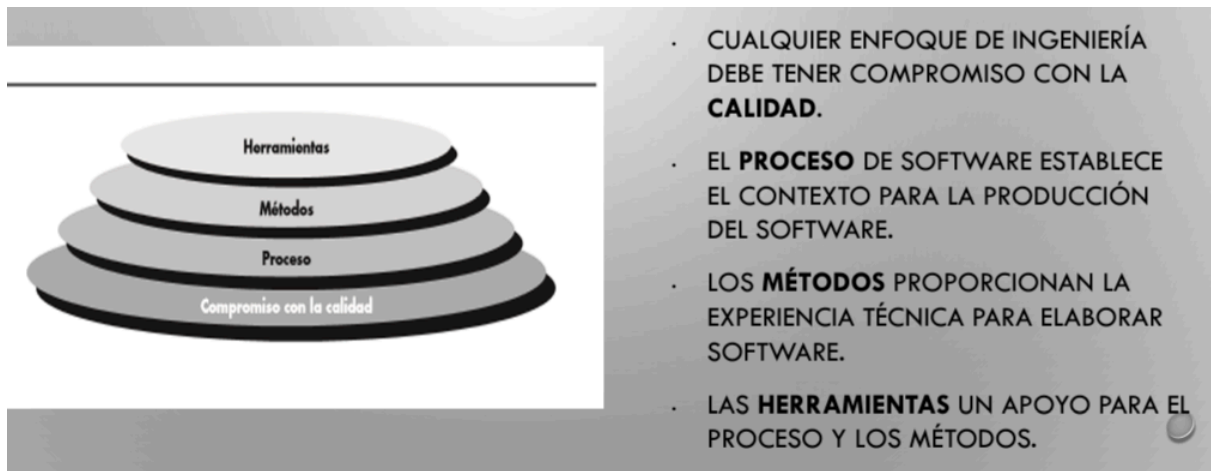 Herramientas
Métodos
Proceso
Compromiso con la calidad
• CUALQUIER ENFOQUE DE INGENIERÍA
DEBE TENER COMPROMISO CON LA
CALIDAD.
• EL PROCESO DE SOFTWARE ESTABLECE
EL CONTEXTO PARA LA PRODUCCIÓN
DEL SOFTWARE.
• LOS MÉTODOS PROPORCIONAN LA
EXPERIENCIA TÉCNICA PARA ELABORAR
SOFTWARE.
• LAS HERRAMIENTAS UN APOYO PARA EL
PROCESO Y LOS MÉTODOS.